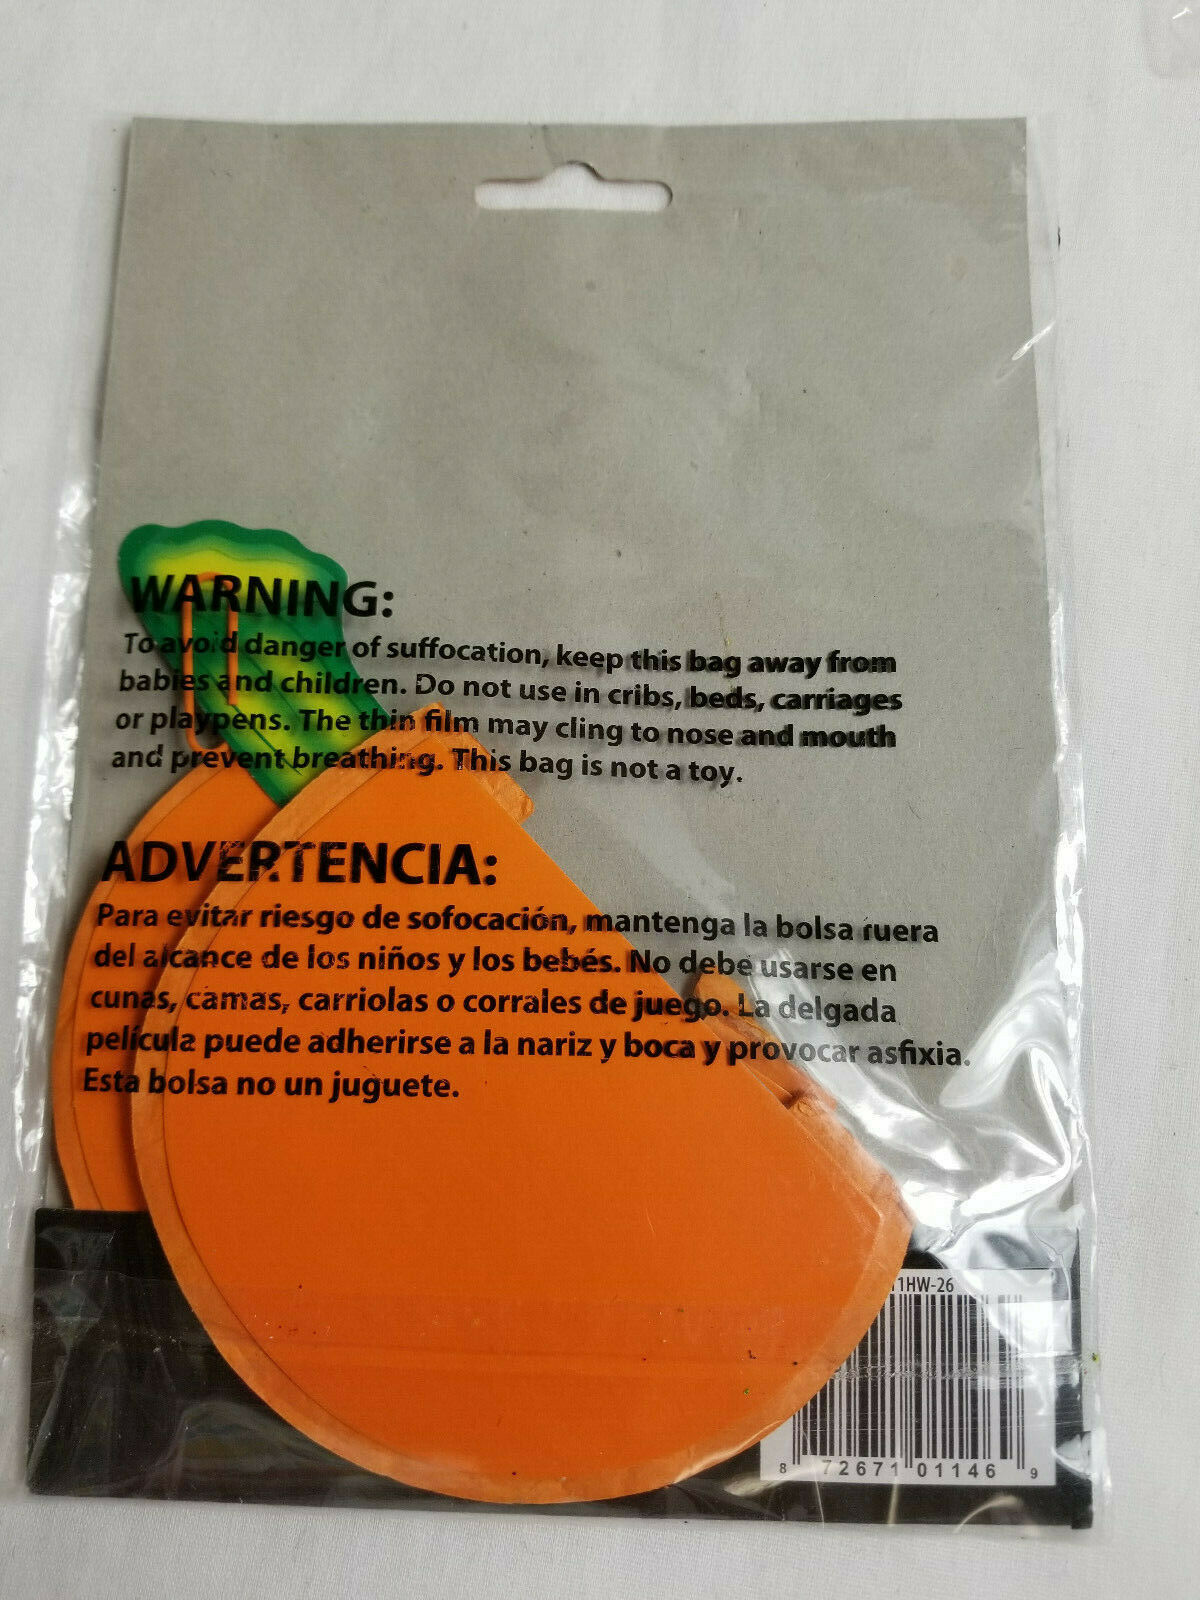 WARNING:
To avoid danger of suffocation, keep this bag away from
babies and children. Do not use in cribs, beds, carriages
or playpens. The thin film may cling to nose and mouth
and prevent breathing. This bag is not a toy.
ADVERTENCIA:
Para evitar riesgo de sofocación, mantenga la bolsa fuera
del alcance de los niños y los bebés. No debe usarse en
cunas, camas, carriolas o corrales de juego. La delgada
película puede adherirse a la nariz y boca y provocar asfixia.
Esta bolsa no un juguete.
11HW-26
8 72671 01146 9